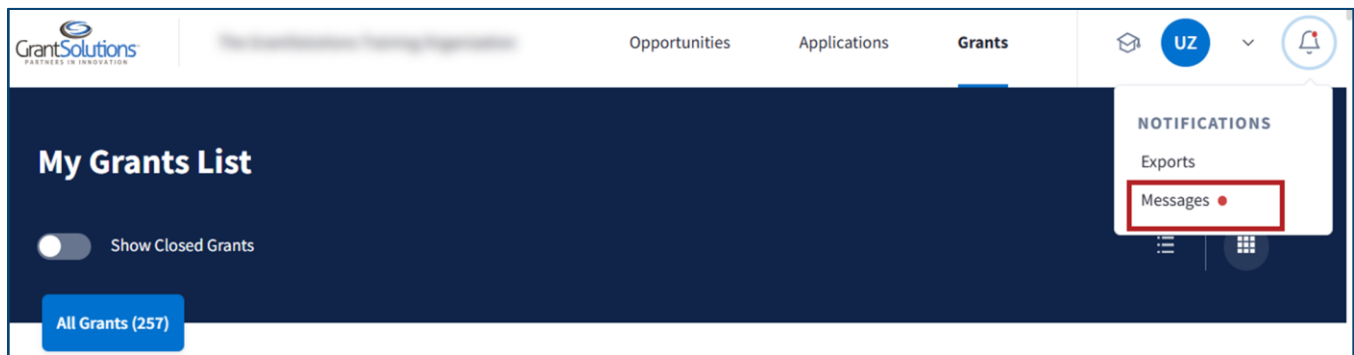 GrantSolutions
PARTNERS IN INNOVATION
Opportunities Applications Grants
UZ
NOTIFICATIONS
Exports
Messages
My Grants List
Show Closed Grants
All Grants (257)